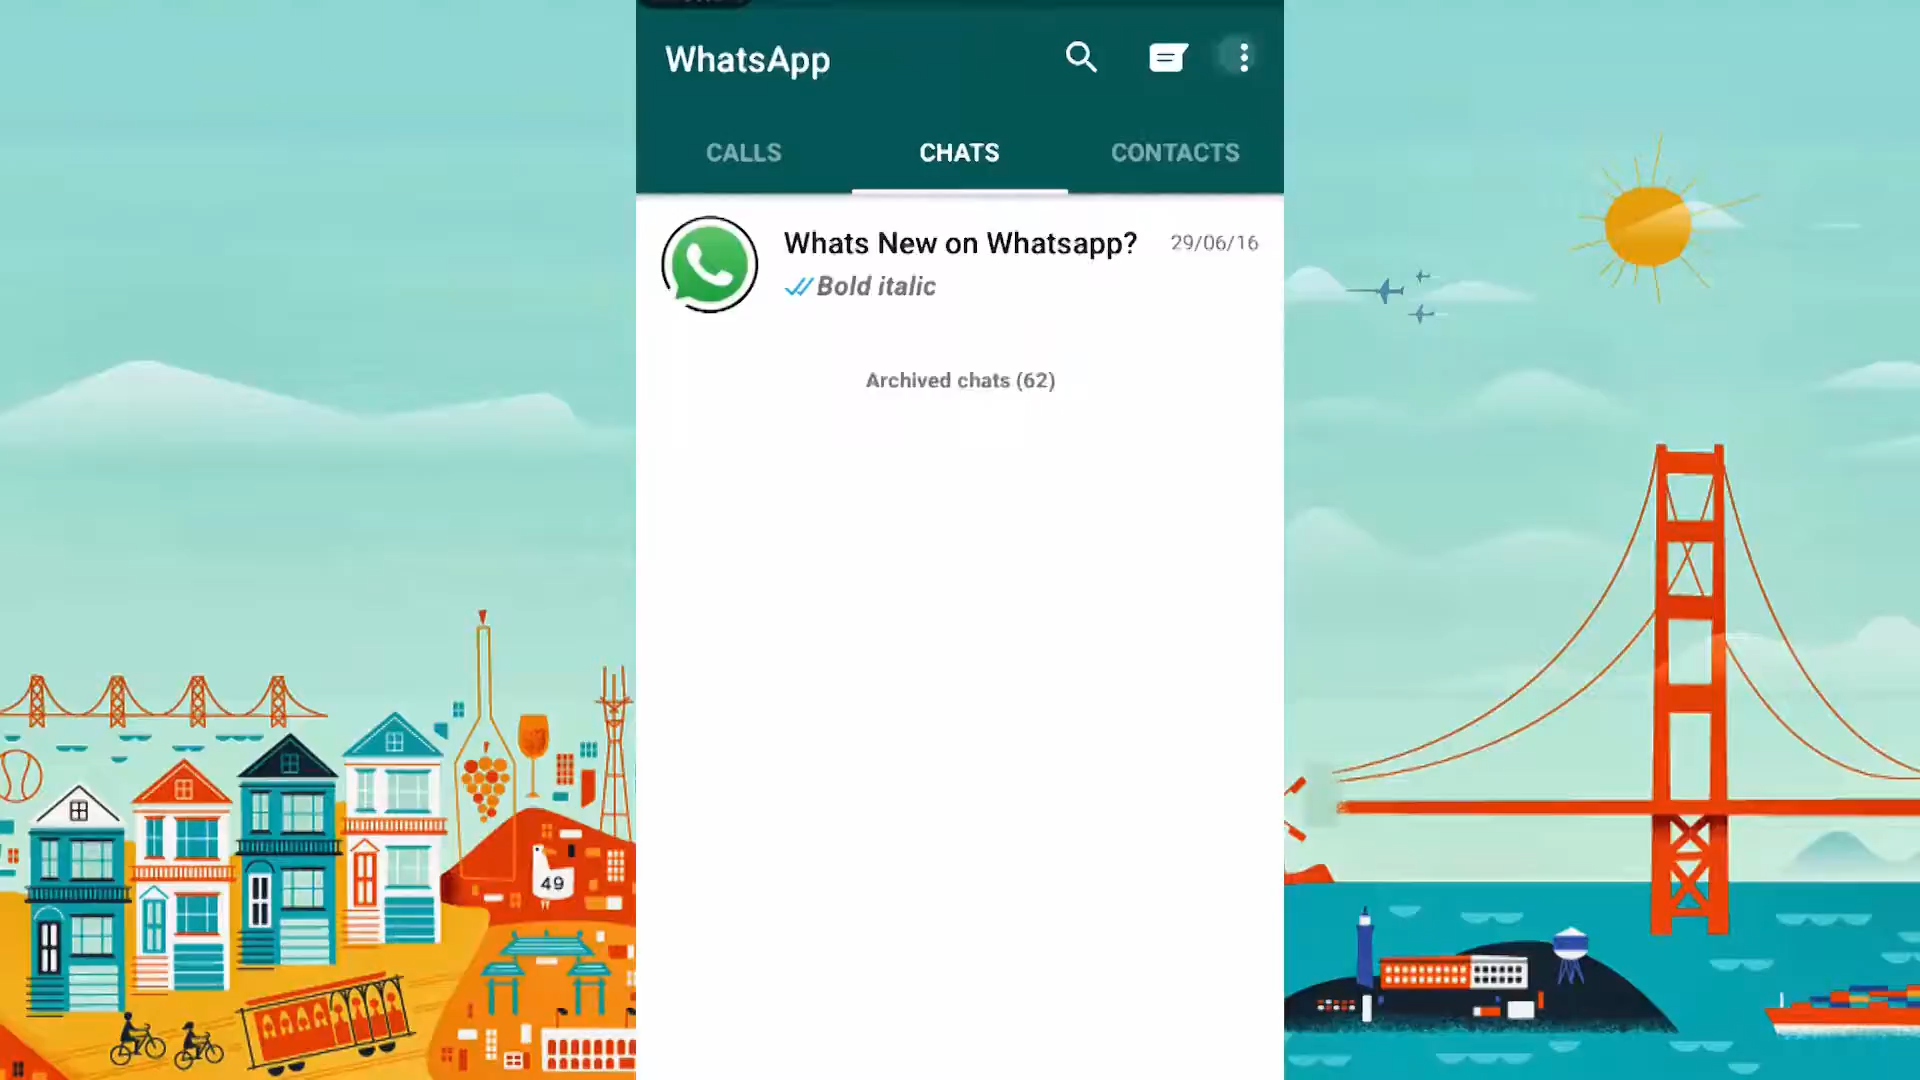 WhatsApp
CALLS
CHATS
CONTACTS
Whats New on Whatsapp?
29/06/16
Bold italic
Archived chats (62)
49